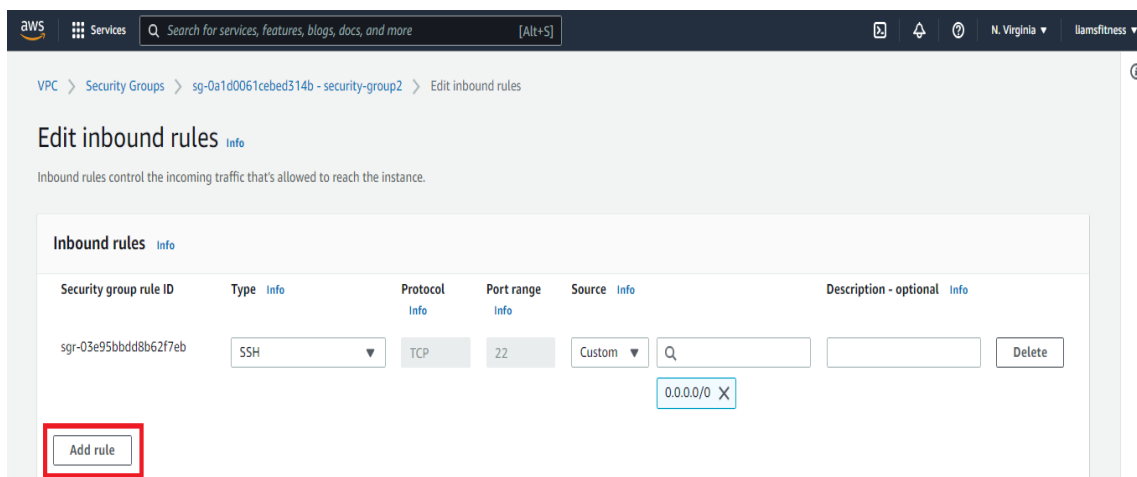 aws Services Search for services, features, blogs, docs, and more [Alt+S] N. Virginia ▼ liamsfitness ▼
VPC > Security Groups > sg-0a1d0061cebed314b - security-group2 > Edit inbound rules
Edit inbound rules Info
Inbound rules control the incoming traffic that's allowed to reach the instance.
Inbound rules Info
Security group rule ID Type Info Protocol Port range Source Info Description - optional Info
Info Info
sgr-03e95bbdd8b62f7eb SSH ▼ TCP 22 Custom ▼ Delete
0.0.0.0/0 X
Add rule